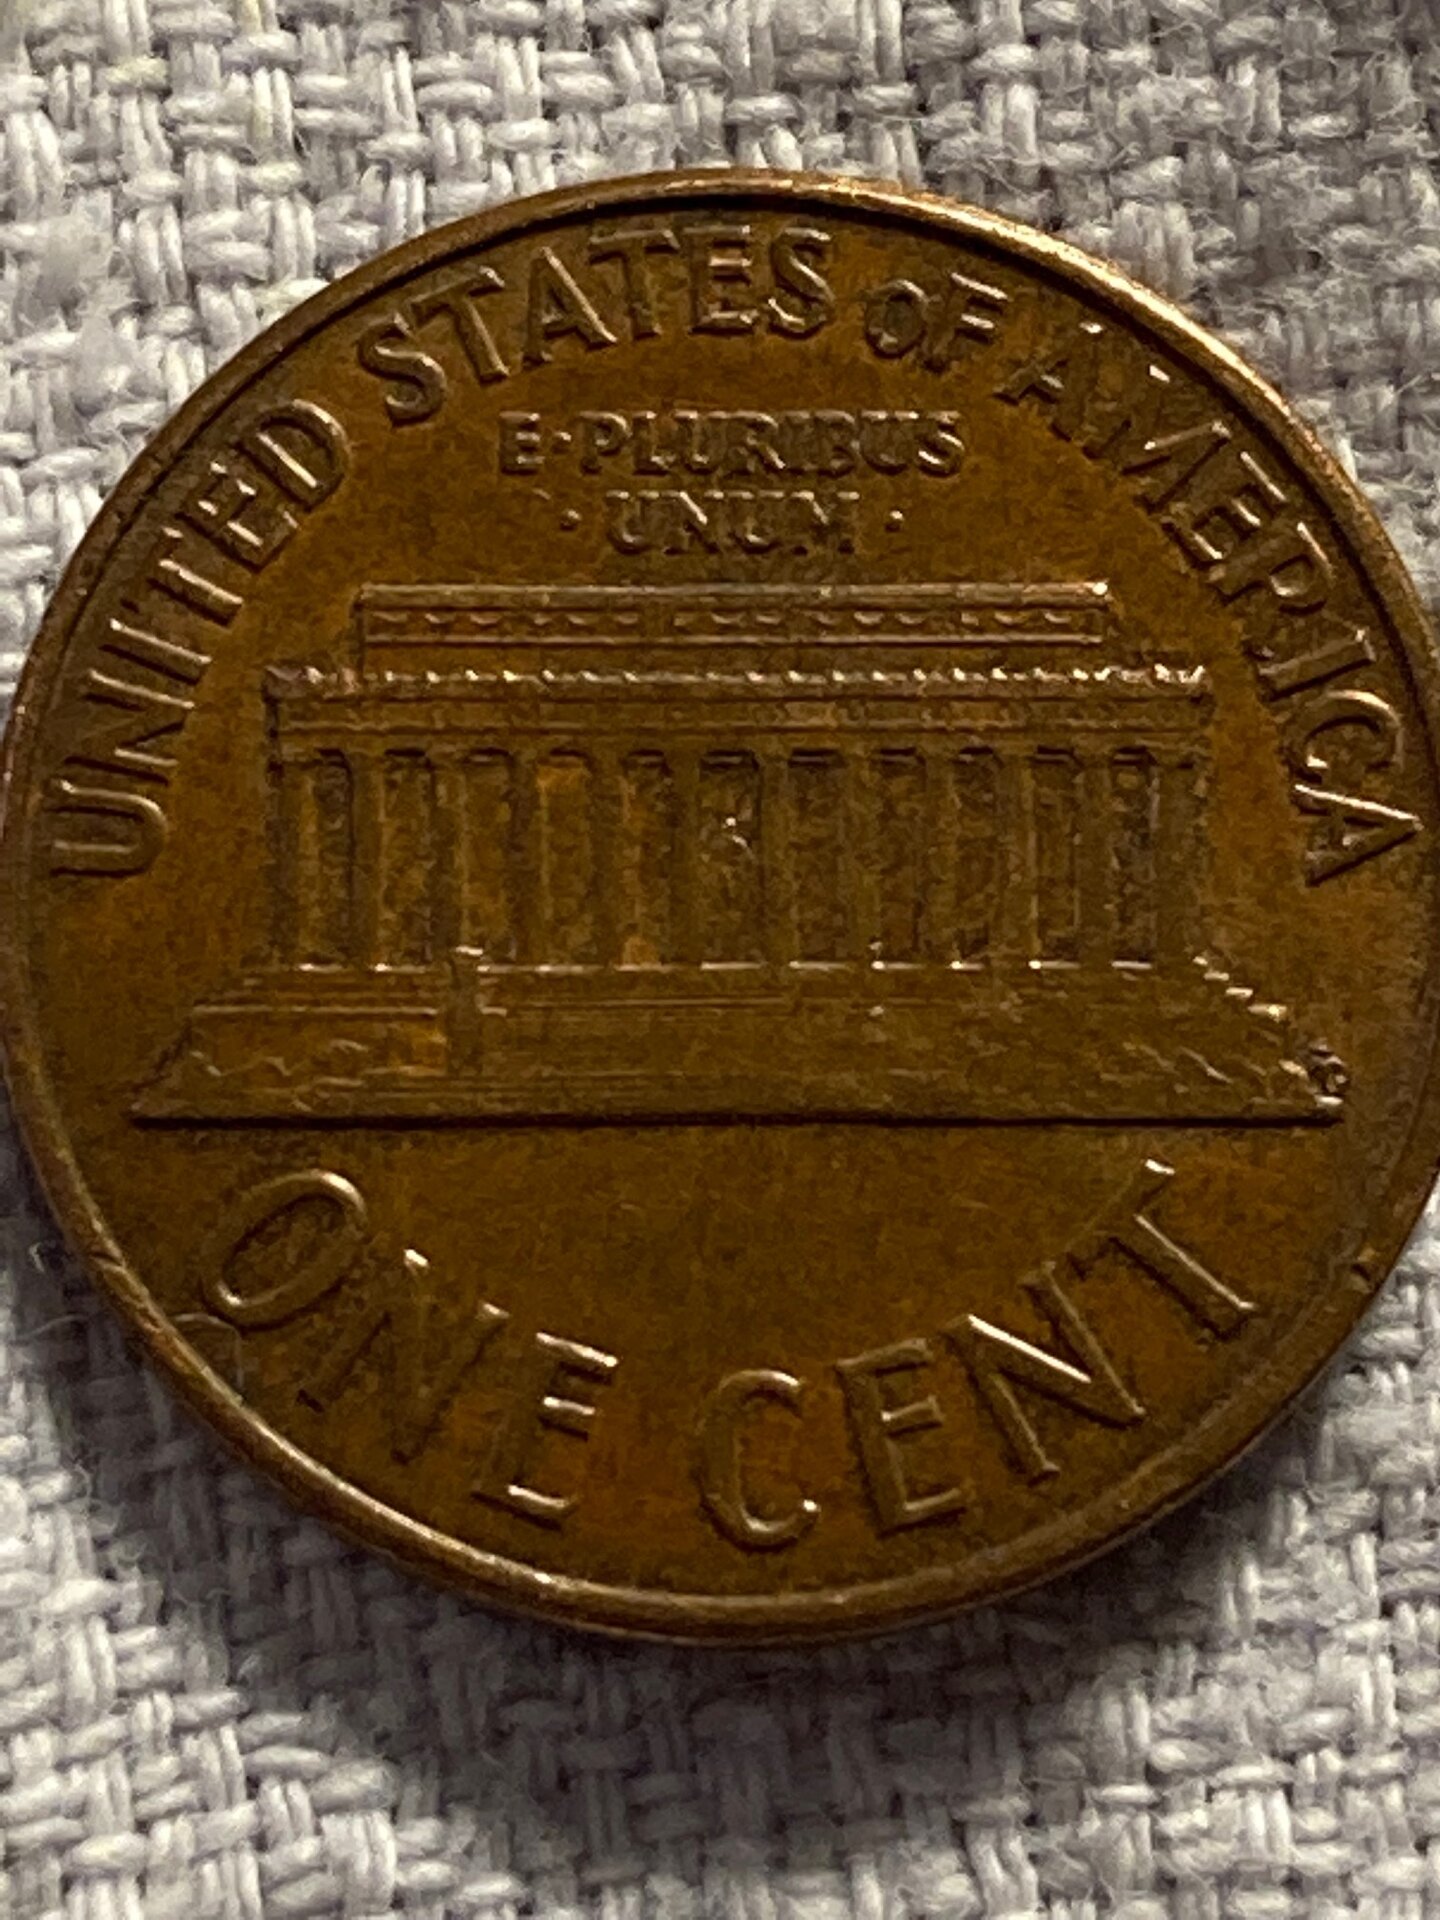 UNITED STATES OF AMERICA
E·PLURIBUS
·UNUM·
ONE CENT